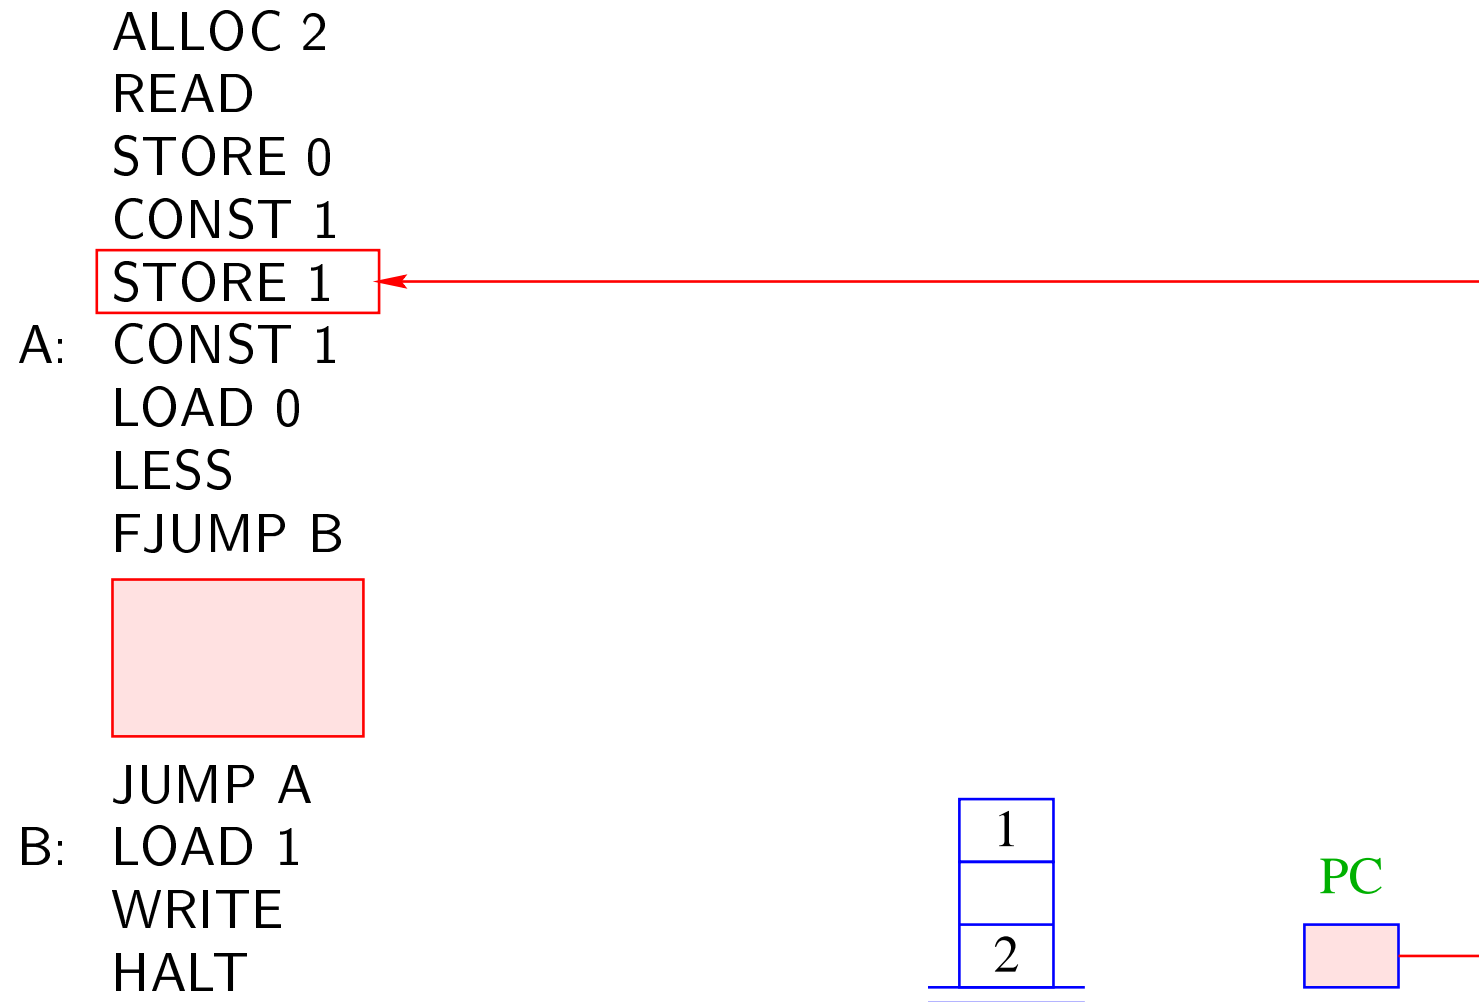 ALLOC 2
READ
STORE 0
CONST 1
STORE 1
A: CONST 1
LOAD 0
LESS
FJUMP B
JUMP A
B: LOAD 1
WRITE
HALT
1
2
PC